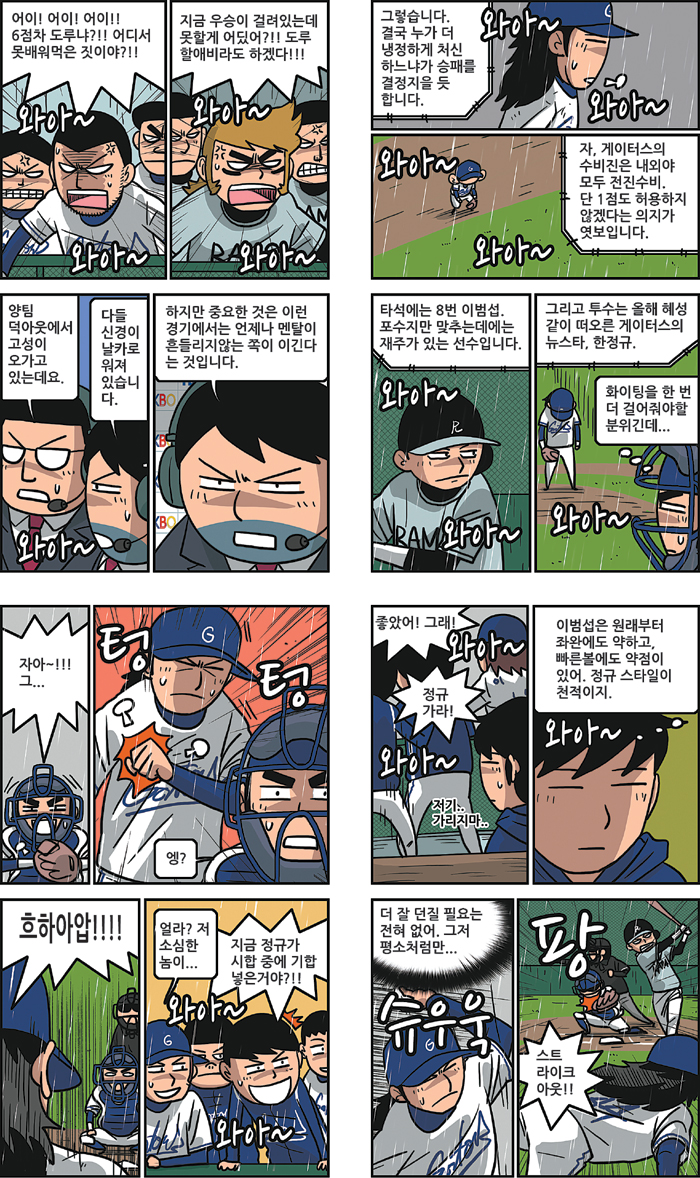 어이! 어이! 어이!!
6점차 도루냐?!! 어디서
못배워먹은 짓이야?!!
와아~
와아~
지금 우승이 걸려있는데
못할게 어딨어?!! 도루
할애비라도 하겠다!!!
와아~
RAM
와아~
양팀
덕아웃에서
고성이
오가고
있는데요.
다들
신경이
날카로
워져
있습니
다.
와아~
하지만 중요한 것은 이런
경기에서는 언제나 멘탈이
흔들리지않는 쪽이 이긴다
는 것입니다.
KBO
KBO
그렇습니다.
결국 누가 더
냉정하게 처신
하느냐가 승패를
결정지을 듯
합니다.
와아~
와아~
와아~
자, 게이터스의
수비진은 내외야
모두 전진수비.
단 1점도 허용하지
않겠다는 의지가
엿보입니다.
와아~
타석에는 8번 이범섭.
포수지만 맞추는데에는
재주가 있는 선수입니다.
와아~
R
RAM
와아~
그리고 투수는 올해 혜성
같이 떠오른 게이터스의
뉴스타, 한정규.
화이팅을 한 번
더 걸어줘야할
분위긴데...
와아~
자아~!!!
그...
텅
G
텅
Gators
엥?
흐하아압!!!!
얼라? 저
소심한
놈이...
지금 정규가
시합 중에 기합
넣은거야?!!
와아~
G
와아~
좋았어! 그래!
와아~
정규
가라!
와아~
저기..
가리지마..
이범섭은 원래부터
좌완에도 약하고,
빠른볼에도 약점이
있어. 정규 스타일이
천적이지.
와아~
더 잘 던질 필요는
전혀 없어. 그저
평소처럼만...
슈우욱
G
Gators
팡
스트
라이크
아웃!!